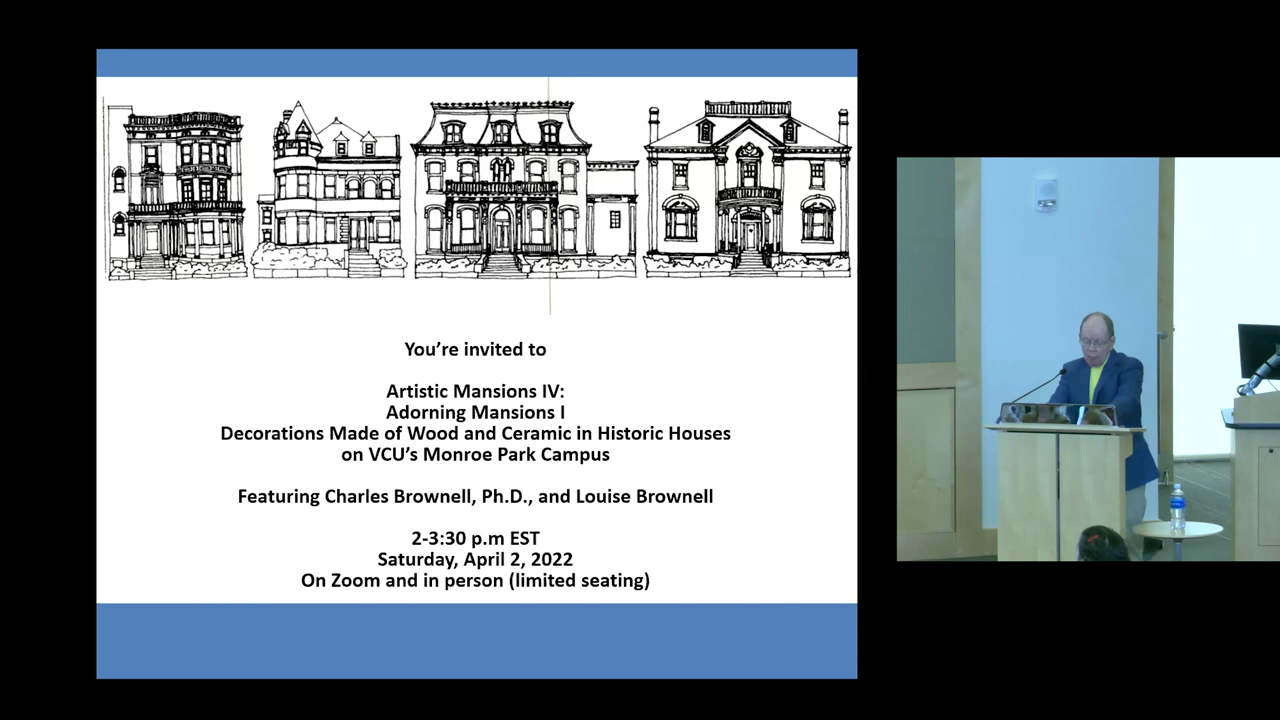 You're invited to
Artistic Mansions IV:
Adorning Mansions I
Decorations Made of Wood and Ceramic in Historic Houses
on VCU's Monroe Park Campus
Featuring Charles Brownell, Ph.D., and Louise Brownell
2-3:30 p.m EST
Saturday, April 2, 2022
On Zoom and in person (limited seating)